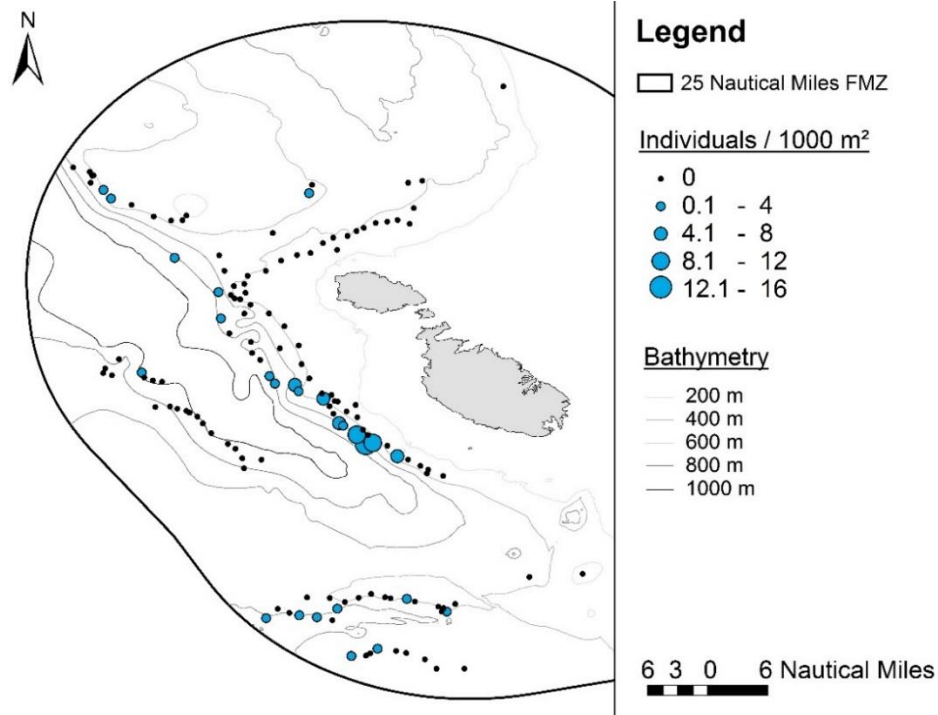 N
Legend
25 Nautical Miles FMZ
Individuals / 1000 m²
0
0.1 - 4
4.1 - 8
8.1 - 12
12.1 - 16
Bathymetry
200 m
400 m
600 m
800 m
1000 m
6 3 0 6 Nautical Miles